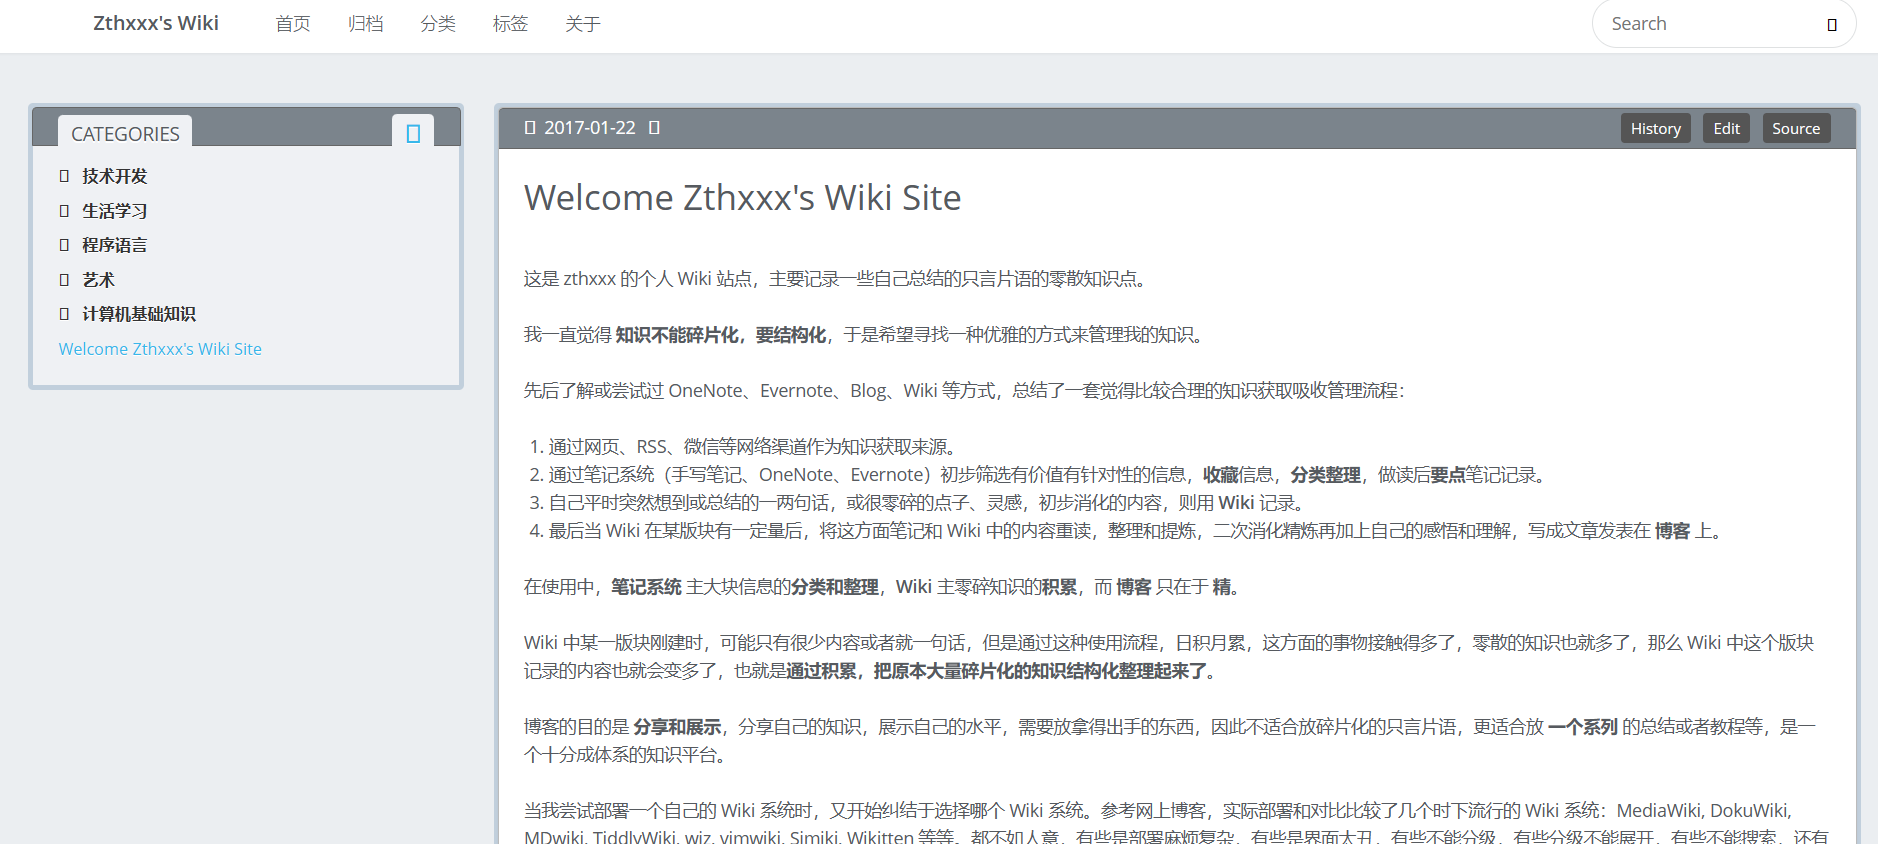 Zthxxx's Wiki 首页 归档 分类 标签 关于 Search
CATEGORIES
技术开发
生活学习
程序语言
艺术
计算机基础知识
Welcome Zthxxx's Wiki Site
2017-01-22 History Edit Source
Welcome Zthxxx's Wiki Site
这是 zthxxx 的个人 Wiki 站点，主要记录一些自己总结的只言片语的零散知识点。
我一直觉得 知识不能碎片化，要结构化，于是希望寻找一种优雅的方式来管理我的知识。
先后了解或尝试过 OneNote、Evernote、Blog、Wiki 等方式，总结了一套觉得比较合理的知识获取吸收管理流程：
1. 通过网页、RSS、微信等网络渠道作为知识获取来源。
2. 通过笔记系统（手写笔记、OneNote、Evernote）初步筛选有价值有针对性的信息，收藏信息，分类整理，做读后要点笔记记录。
3. 自己平时突然想到或总结的一两句话，或很零碎的点子、灵感，初步消化的内容，则用 Wiki 记录。
4. 最后当 Wiki 在某版块有一定量后，将这方面笔记和 Wiki 中的内容重读，整理和提炼，二次消化精炼再加上自己的感悟和理解，写成文章发表在 博客 上。
在使用中，笔记系统 主大块信息的分类和整理，Wiki 主零碎知识的积累，而 博客 只在于 精。
Wiki 中某一版块刚建时，可能只有很少内容或者就一句话，但是通过这种使用流程，日积月累，这方面的事物接触得多了，零散的知识也就多了，那么 Wiki 中这个版块
记录的内容也就会变多了，也就是通过积累，把原本大量碎片化的知识结构化整理起来了。
博客的目的是 分享和展示，分享自己的知识，展示自己的水平，需要放拿得出手的东西，因此不适合放碎片化的只言片语，更适合放 一个系列 的总结或者教程等，是一
个十分成体系的知识平台。
当我尝试部署一个自己的 Wiki 系统时，又开始纠结于选择哪个 Wiki 系统。参考网上博客，实际部署和对比比较了几个时下流行的 Wiki 系统：MediaWiki, DokuWiki,
MDwiki, TiddlyWiki, wiz, vimwiki, Simiki, Wikitten 等等。都不如人意，有些是部署麻烦复杂，有些是界面太丑，有些不能分级，有些分级不能展开，有些不能搜索，还有